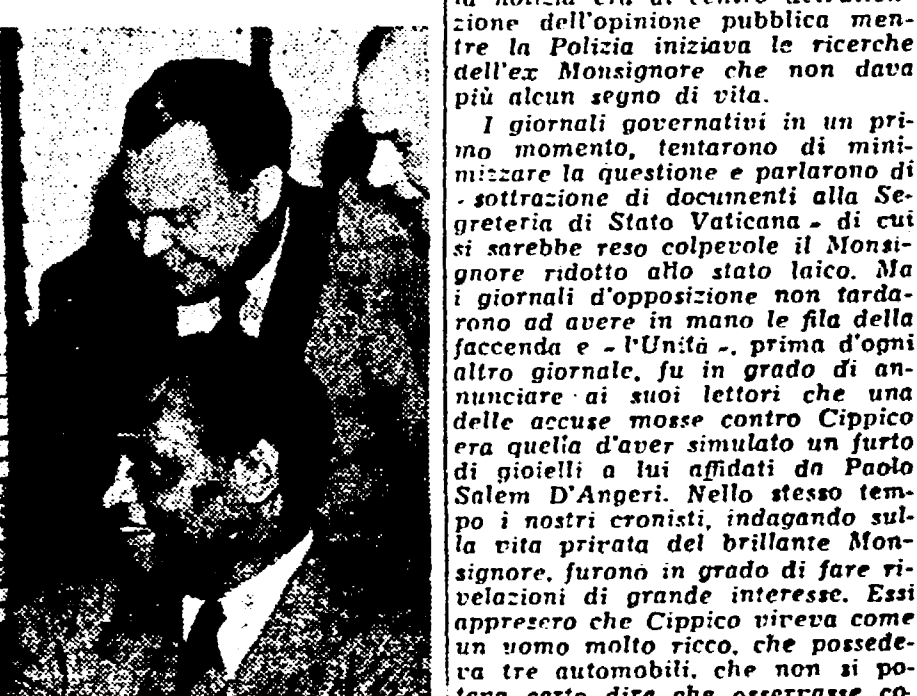 la notizia era al centro
zione dell'opinione pubblica men-
tre la Polizia iniziava le ricerche
dell'ex Monsignore che non dava
più alcun segno di vita.
I giornali governativi in un pri-
mo momento, tentarono di mini-
mizzare la questione e parlarono di
- sottrazione di documenti alla Se-
greteria di Stato Vaticana - di cui
si sarebbe reso colpevole il Monsi-
gnore ridotto allo stato laico. Ma
i giornali d'opposizione non tarda-
rono ad avere in mano le fila della
faccenda e - l'Unità -, prima d'ogni
altro giornale, fu in grado di an-
nunciare ai suoi lettori che una
delle accuse mosse contro Cippico
era quella d'aver simulato un furto
di gioielli a lui affidati da Paolo
Salem D'Angeri. Nello stesso tem-
po i nostri cronisti, indagando sul-
la vita privata del brillante Mon-
signore, furono in grado di fare ri-
velazioni di grande interesse. Essi
appresero che Cippico viveva come
un uomo molto ricco, che possede-
va tre automobili, che non si po-
certo dire che osservasse co-